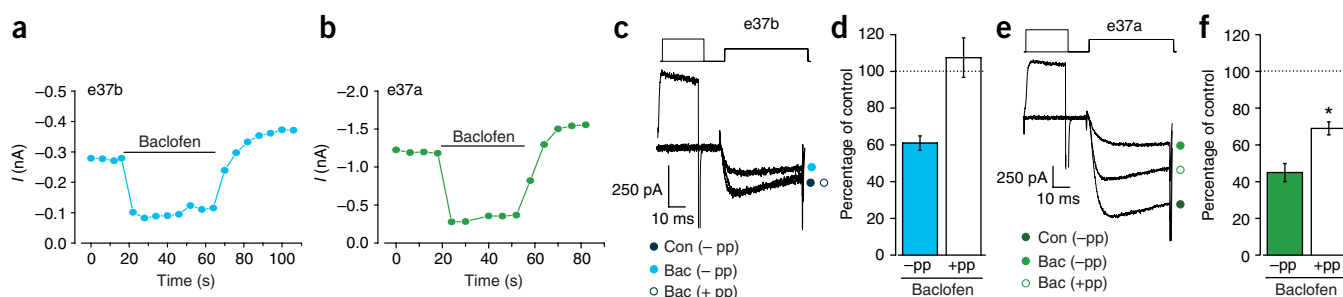 a
e37b
Baclofen
–0.5
–0.4
–0.3
–0.2
–0.1
0.0
I (nA)
0 20 40 60 80 100
Time (s)
b
e37a
Baclofen
–2.0
–1.5
–1.0
–0.5
–0.0
I (nA)
0 20 40 60 80
Time (s)
c
e37b
250 pA
10 ms
Con (– pp)
Bac (– pp)
Bac (+ pp)
d
120
100
80
60
40
20
0
Percentage of control
–pp +pp
Baclofen
e
e37a
250 pA
10 ms
Con (–pp)
Bac (–pp)
Bac (+pp)
f
120
100
80
60
40
20
0
Percentage of control
*
–pp +pp
Baclofen